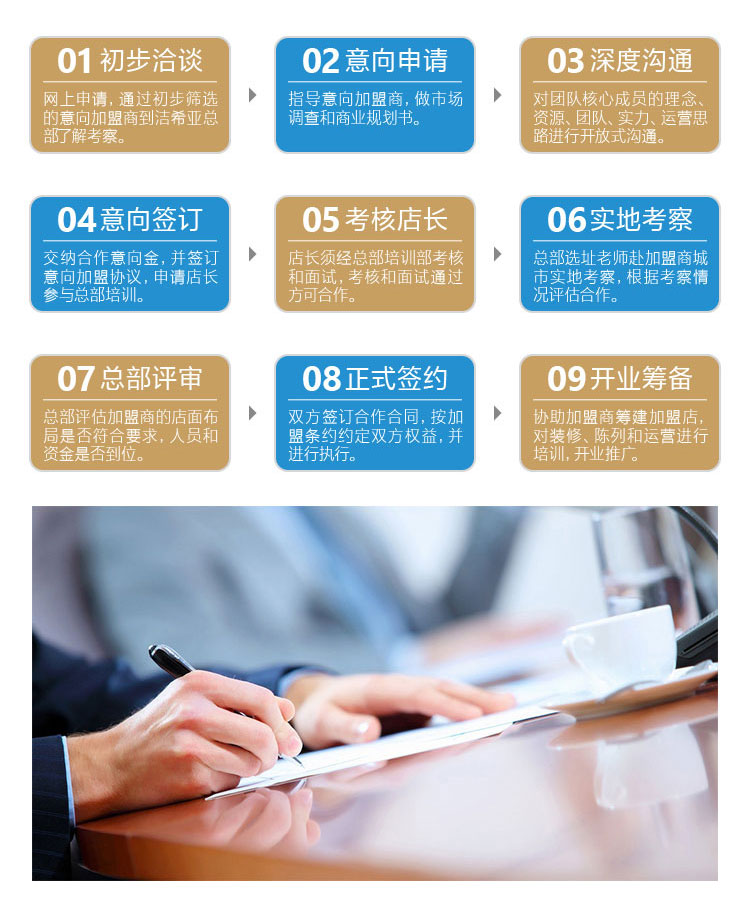 01 初步洽谈
网上申请，通过初步筛选
的意向加盟商到洁希亚总
部了解考察。
02 意向申请
指导意向加盟商，做市场
调查和商业规划书。
03 深度沟通
对团队核心成员的理念、
资源、团队、实力、运营思
路进行开放式沟通。
04 意向签订
交纳合作意向金，并签订
意向加盟协议，申请店长
参与总部培训。
05 考核店长
店长须经总部培训部考核
和面试，考核和面试通过
方可合作。
06 实地考察
总部选址老师赴加盟商城
市实地考察，根据考察情
况评估合作。
07 总部评审
总部评估加盟商的店面布
局是否符合要求，人员和
资金是否到位。
08 正式签约
双方签订合作合同，按加
盟条约约定双方权益，并
进行执行。
09 开业筹备
协助加盟商筹建加盟店，
对装修、陈列和运营进行
培训，开业推广。